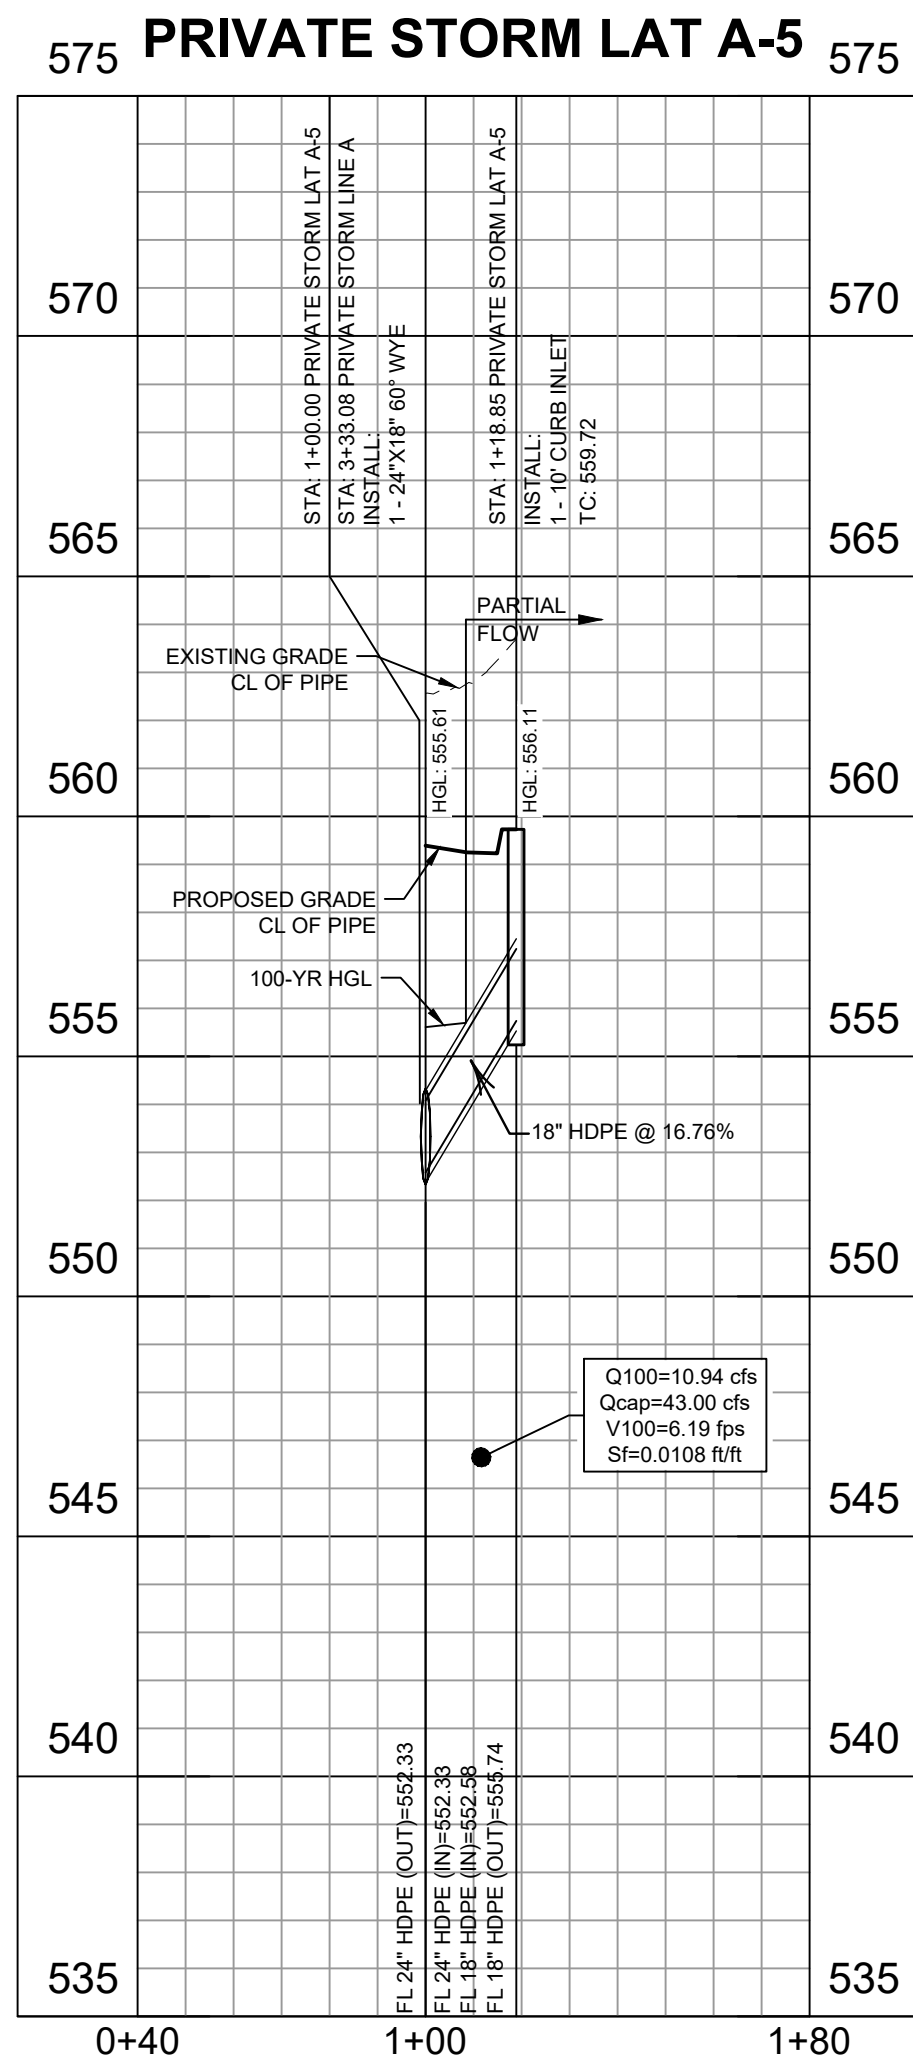 PRIVATE STORM LAT A-5
575
575
STA: 1+00.00 PRIVATE STORM LAT A-5
STA: 3+33.08 PRIVATE STORM LINE A
INSTALL:
1 - 24"X18" 60° WYE
STA: 1+18.85 PRIVATE STORM LAT A-5
INSTALL:
1 - 10' CURB INLET
TC: 559.72
570
570
565
565
PARTIAL
FLOW
EXISTING GRADE
CL OF PIPE
HGL: 555.61
HGL: 556.11
560
560
PROPOSED GRADE
CL OF PIPE
100-YR HGL
555
555
18" HDPE @ 16.76%
550
550
Q100=10.94 cfs
Qcap=43.00 cfs
V100=6.19 fps
Sf=0.0108 ft/ft
545
545
540
540
FL 24" HDPE (OUT)=552.33
FL 24" HDPE (IN)=552.33
FL 18" HDPE (IN)=552.58
FL 18" HDPE (OUT)=555.74
535
535
0+40
1+00
1+80